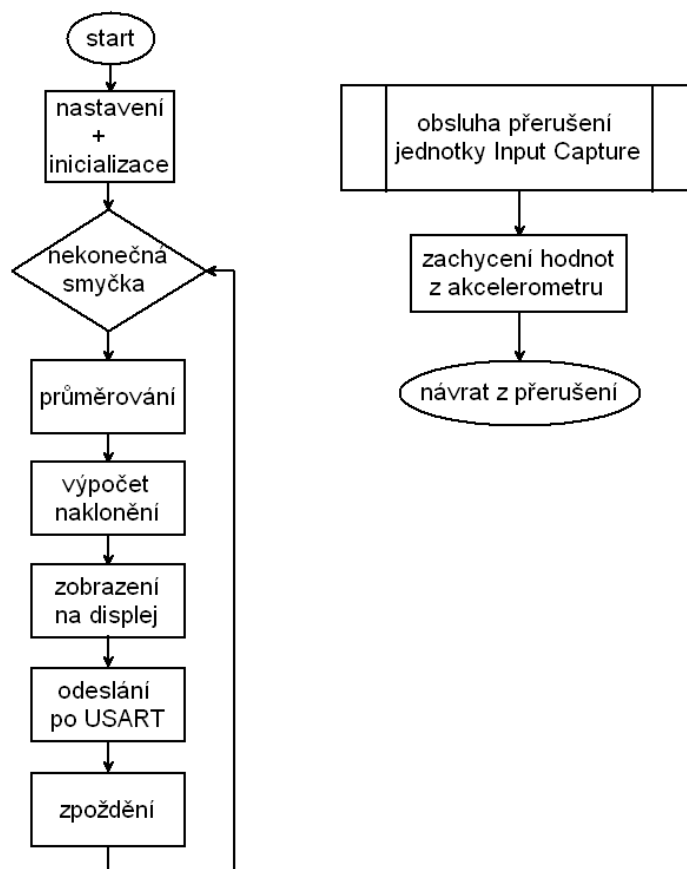 start
nastavení
+
inicializace
nekonečná
smyčka
průměrování
výpočet
naklonění
zobrazení
na displej
odeslání
po USART
zpoždění
obsluha přerušení
jednotky Input Capture
zachycení hodnot
z akcelerometru
návrat z přerušení